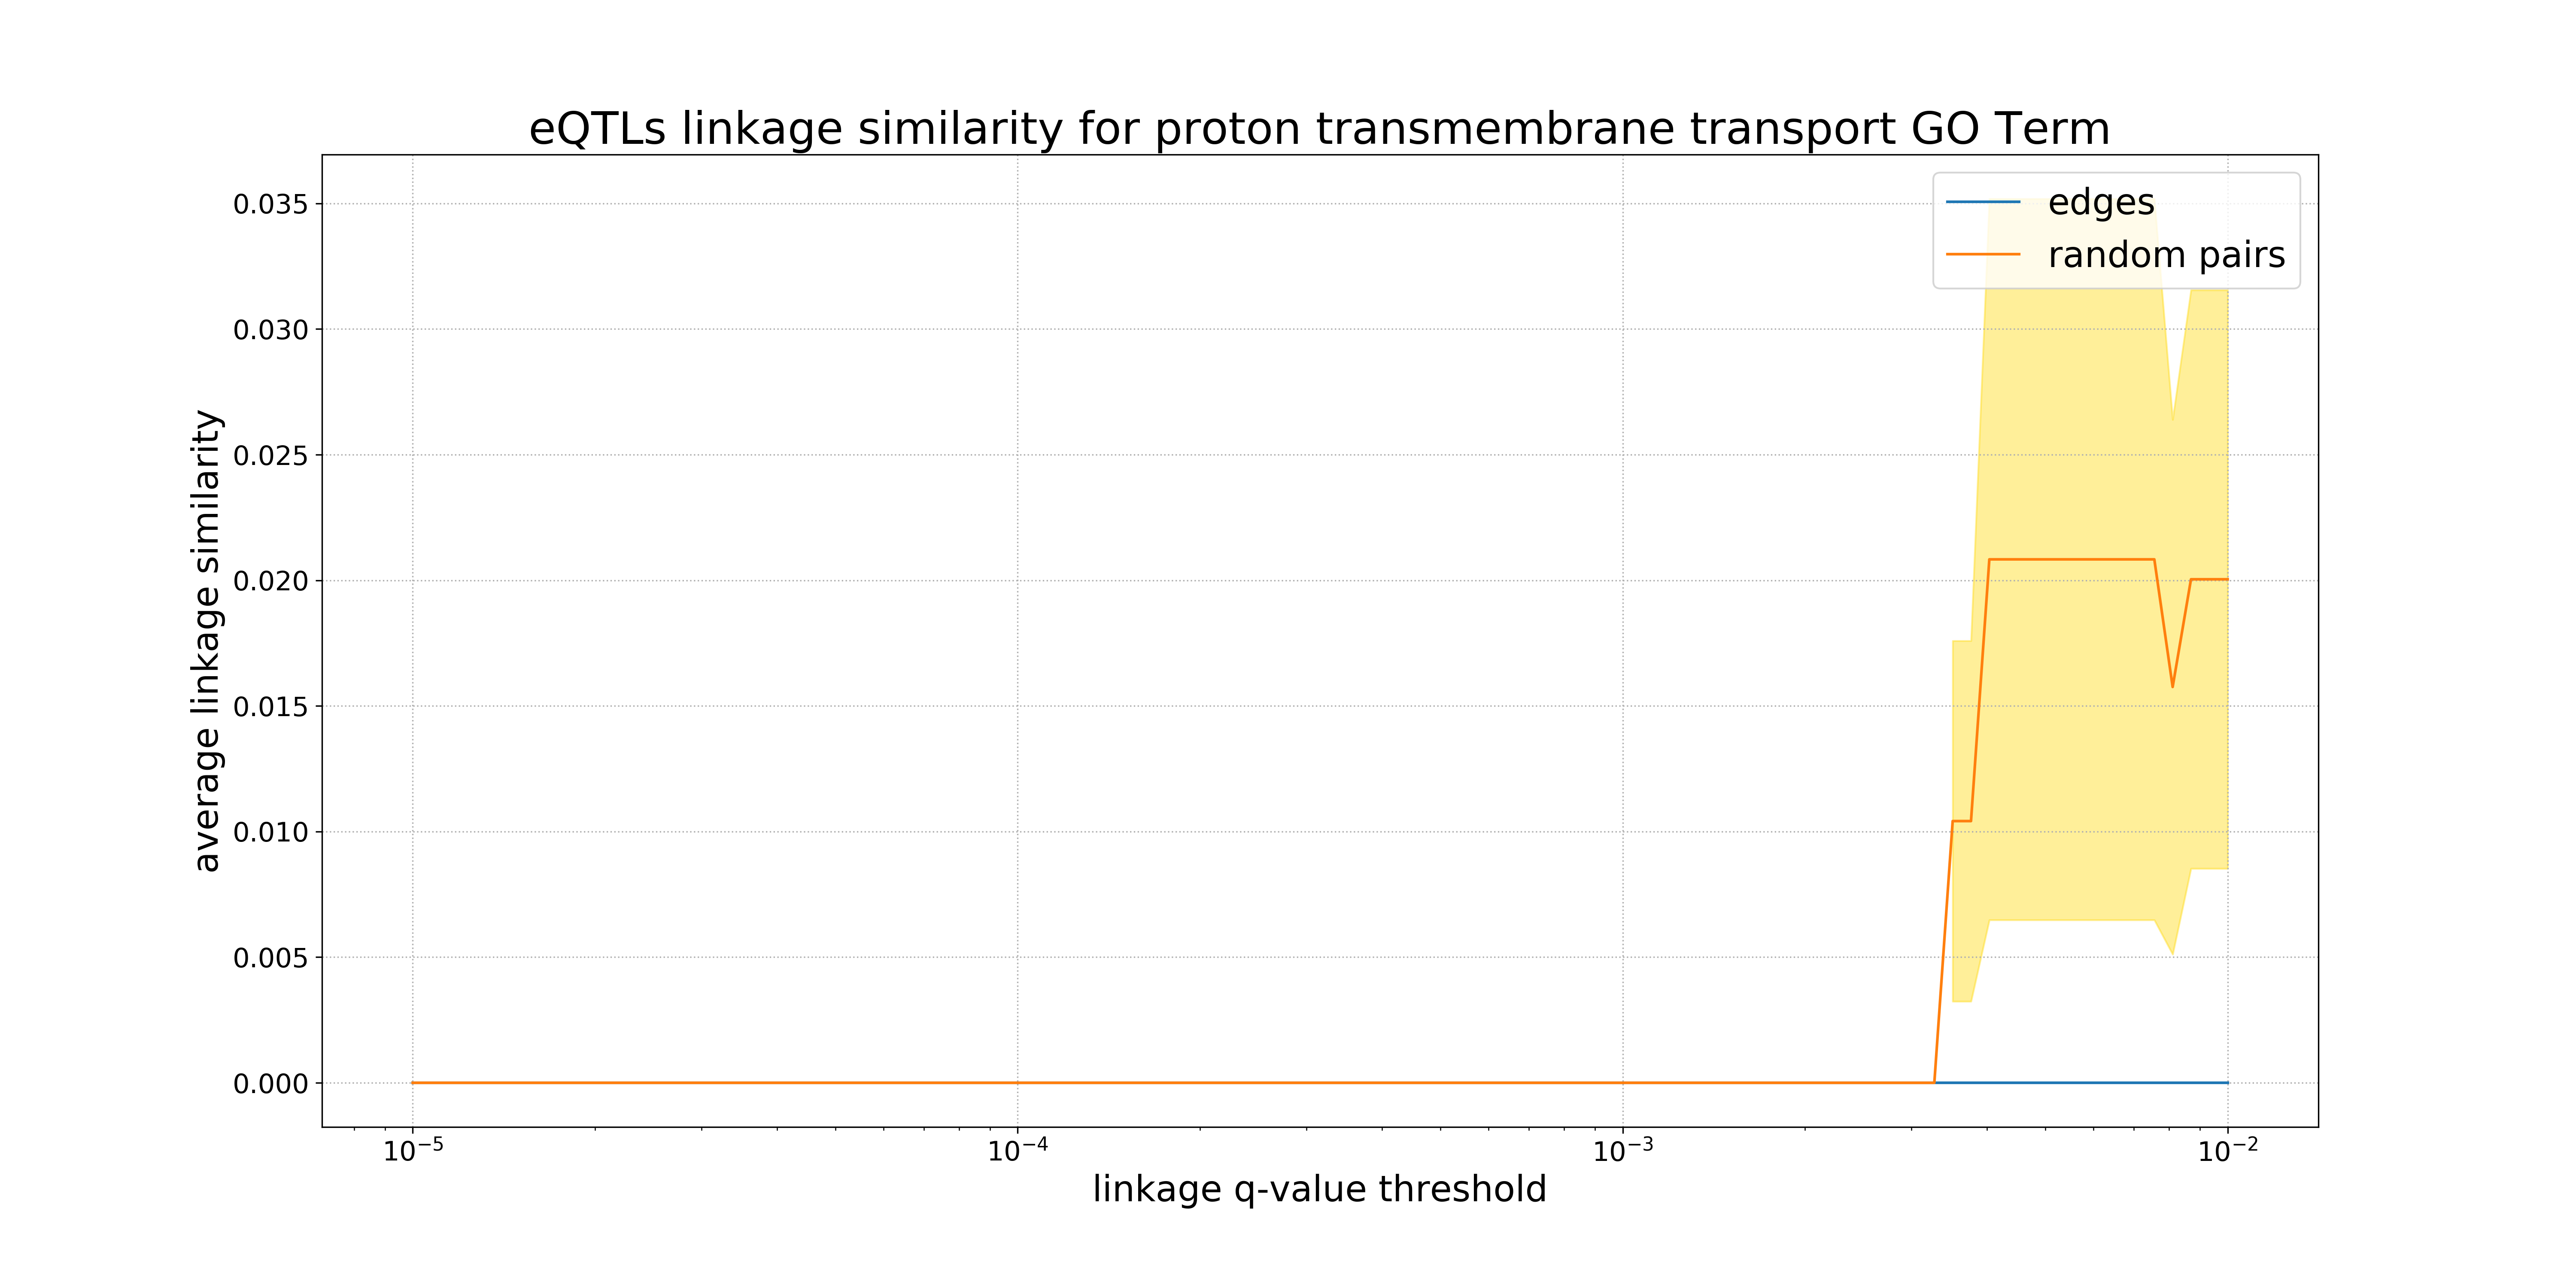 eQTLs linkage similarity for proton transmembrane transport GO Term
edges
random pairs
average linkage similarity
0.035
0.030
0.025
0.020
0.015
0.010
0.005
0.000
10⁻⁵ 10⁻⁴ 10⁻³ 10⁻²
linkage q-value threshold